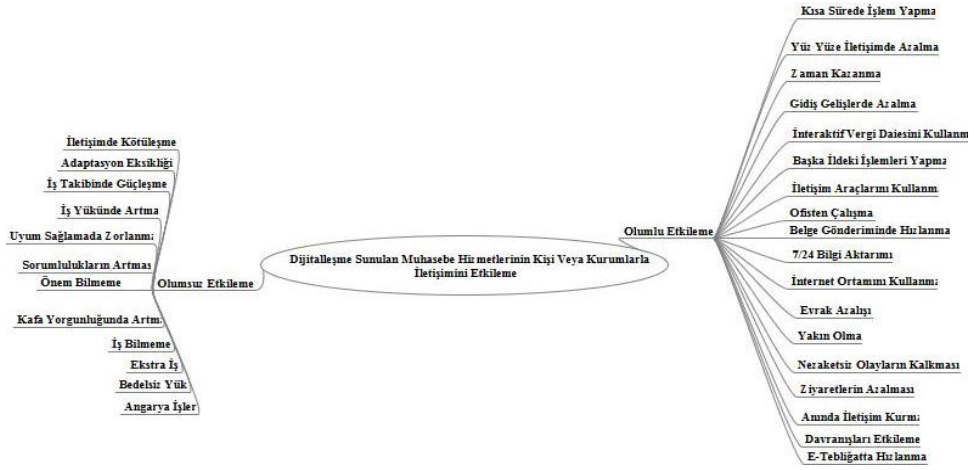 İletişimde Kötüleşme
Adaptasyon Eksikliği
İş Takibinde Güçleşme
İş Yükünde Artma
Uyum Sağlamada Zorlanma
Sorumlulukların Artmas
Önem Bilmeme
Olumsuz Etkileme
Kafa Yorgunluğunda Artma
İş Bilmeme
Ekstra İş
Bedelsiz Yük
Angarya İşler
Dijitalleşme Sunulan Muhasebe Hizmetlerinin Kişi Veya Kurumlarla
İletişimini Etkileme
Olumlu Etkileme
Kısa Sürede İşlem Yapma
Yüz Yüze İletişimde Azalma
Zaman Kazanma
Gidiş Gelişlerde Azalma
İnteraktif Vergi Daiesini Kullanm
Başka İldeki İşlemleri Yapma
İletişim Araçlarını Kullanm
Ofisten Çalışma
Belge Gönderiminde Hızlanma
7/24 Bilgi Aktarımı
İnternet Ortamını Kullanma
Evrak Azalışı
Yakın Olma
Nezaketsiz Olayların Kalkması
Ziyaretlerin Azalması
Anında İletişim Kurma
Davranışları Etkileme
E-Tebliğatta Hızlanma